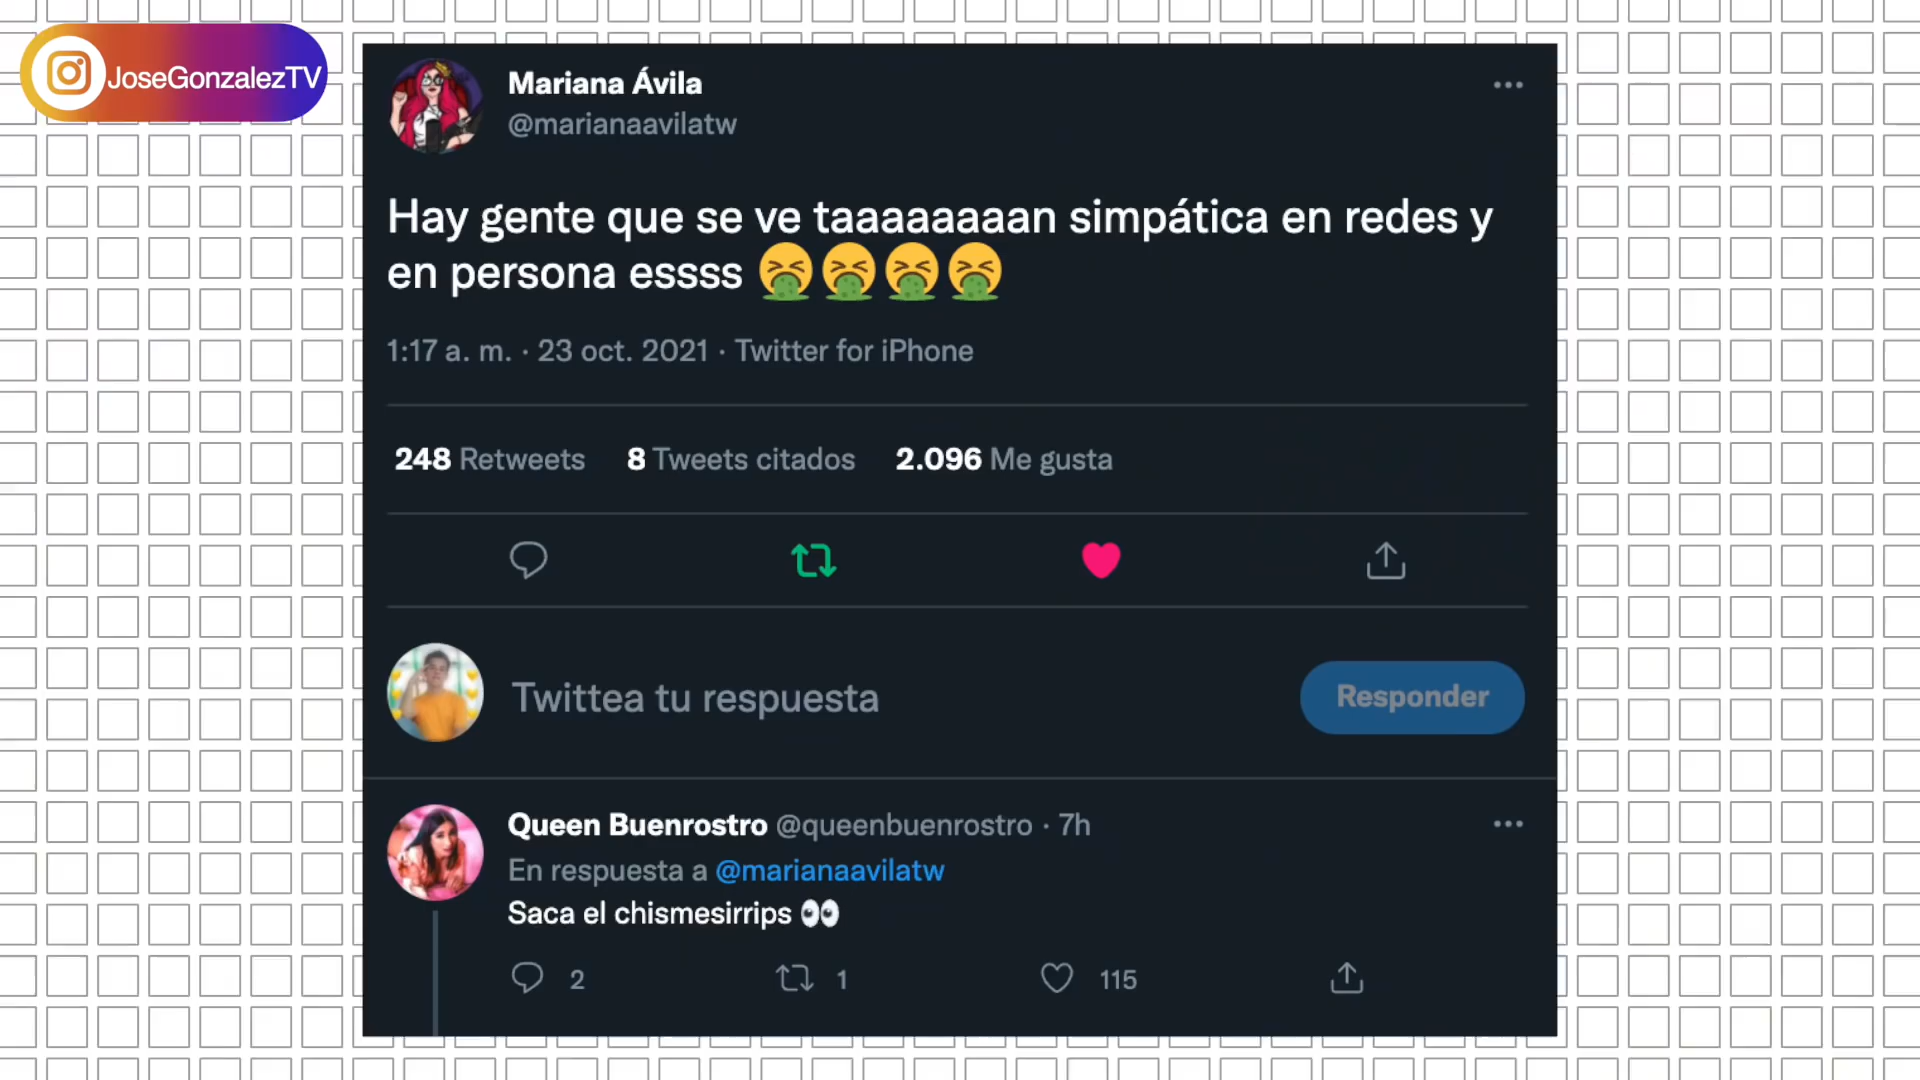 JoseGonzalezTV
Mariana Ávila
@marianaavilatw
Hay gente que se ve taaaaaaaan simpática en redes y
en persona essss 🤮🤮🤮🤮
1:17 a. m. · 23 oct. 2021 · Twitter for iPhone
248 Retweets 8 Tweets citados 2.096 Me gusta
Twittea tu respuesta
Responder
Queen Buenrostro @queenbuenrostro · 7h
En respuesta a @marianaavilatw
Saca el chismesirrips 👀
2 1 115